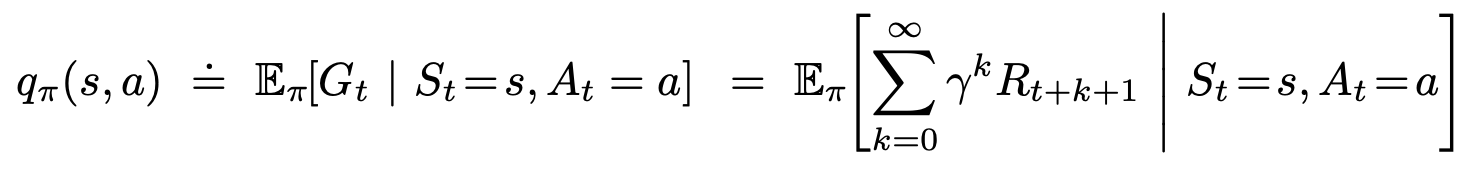 q_π(s, a) ≐ 𝔼_π[G_t | S_t = s, A_t = a] = 𝔼_π[∑_{k=0}^{∞} γ^k R_{t+k+1} | S_t = s, A_t = a]